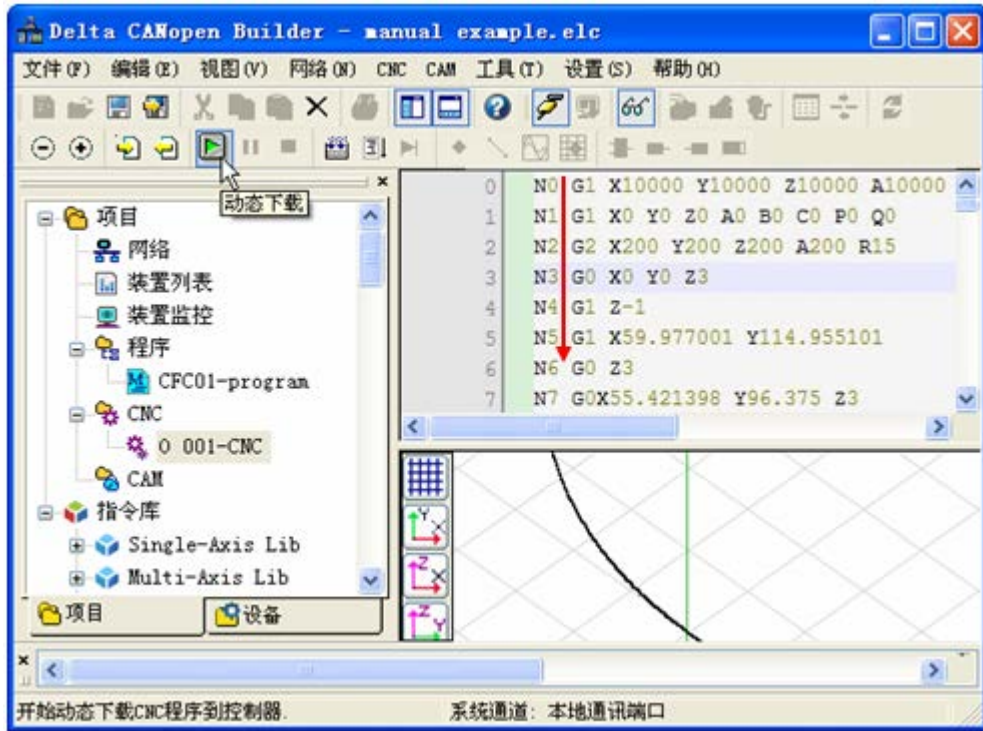 Delta CANopen Builder - manual example.elc
文件(F) 编辑(E) 视图(V) 网络(N) CNC CAM 工具(T) 设置(S) 帮助(H)
动态下载
项目
网络
装置列表
装置监控
程序
CFC01-program
CNC
O 001-CNC
CAM
指令库
Single-Axis Lib
Multi-Axis Lib
项目 设备
0 N0 G1 X10000 Y10000 Z10000 A10000
1 N1 G1 X0 Y0 Z0 A0 B0 C0 P0 Q0
2 N2 G2 X200 Y200 Z200 A200 R15
3 N3 G0 X0 Y0 Z3
4 N4 G1 Z-1
5 N5 G1 X59.977001 Y114.955101
6 N6 G0 Z3
7 N7 G0X55.421398 Y96.375 Z3
Y X
Z X
Z Y
开始动态下载CNC程序到控制器. 系统通道: 本地通讯端口